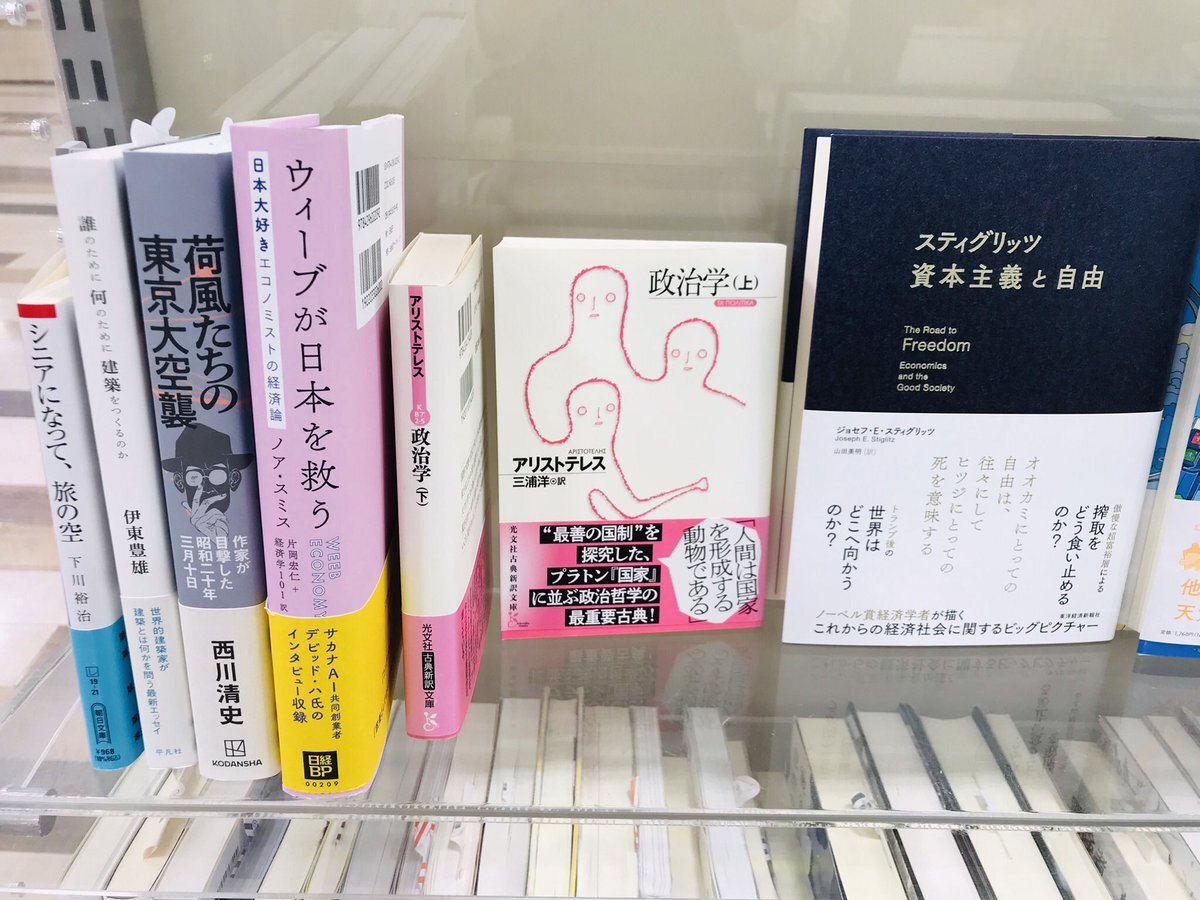 シニアになって、旅の空
下川裕治
19-21
朝日文庫
¥968
誰のために 何のために 建築をつくるのか
伊東豊雄
世界的建築家が
建築とは何かを問う最新エッセイ
平凡社
荷風たちの
東京大空襲
作家が
目撃した
昭和二十年
三月十日
西川清史
KODANSHA
日本大好きエコノミストの経済論
ウィーブが日本を救う
ノア・スミス
片岡宏仁+
経済学101 訳
WEEB
ECONOM
サカナAI共同創業者
デビッド・ハ氏の
インタビュー収録
日経
BP
00209
アリストテレス
政治学(下)
光文社
古典新訳
文庫
政治学(上)
TA ΠΟΛΙΤΙΚΑ
ΑΡΙΣΤΟΤΕΛΗΣ
アリストテレス
三浦洋◎訳
光文社古典新訳文庫
“最善の国制”を
探究した、
プラトン『国家』
に並ぶ政治哲学の
最重要古典!
「人間は国家
を形成する
動物である」
スティグリッツ
資本主義と自由
The Road to
Freedom
Economics
and the
Good Society
ジョセフ・E・スティグリッツ
Joseph E. Stiglitz
山田美明(訳)
オオカミにとっての
自由は、
往々にして
ヒツジにとっての
死を意味する
傲慢な超富裕層による
搾取を
どう食い止める
のか?
トランプ後の
世界は
どこへ向かう
のか?
ノーベル賞経済学者が描く
これからの経済社会に関するビッグピクチャー
東洋経済新報社
他
天